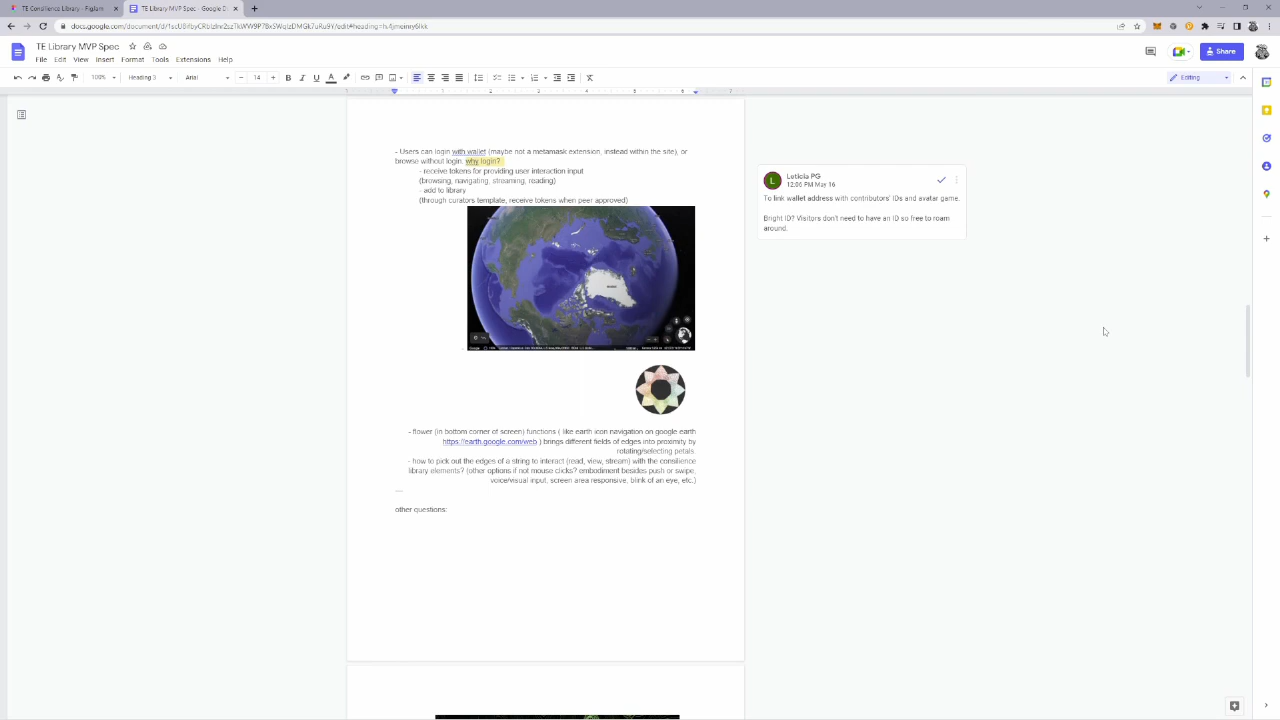 TE Consilience Library - FigJam
TE Library MVP Spec - Google D
TE Library MVP Spec
File Edit View Insert Format Tools Extensions Help
Share
100%
Heading 3
Arial
14
Editing
- Users can login with wallet (maybe not a metamask extension, instead within the site), or
browse without login. why login?
- receive tokens for providing user interaction input
(browsing, navigating, streaming, reading)
- add to library
(through curators template, receive tokens when peer approved)
- flower (in bottom corner of screen) functions ( like earth icon navigation on google earth
https://earth.google.com/web ) brings different fields of edges into proximity by
rotating/selecting petals.
- how to pick out the edges of a string to interact (read, view, stream) with the consilience
library elements? (other options if not mouse clicks? embodiment besides push or swipe,
voice/visual input, screen area responsive, blink of an eye, etc.)
—
other questions:
L
Leticia PG
12:06 PM May 16
To link wallet address with contributors' IDs and avatar game.
Bright ID? Visitors don't need to have an ID so free to roam
around.